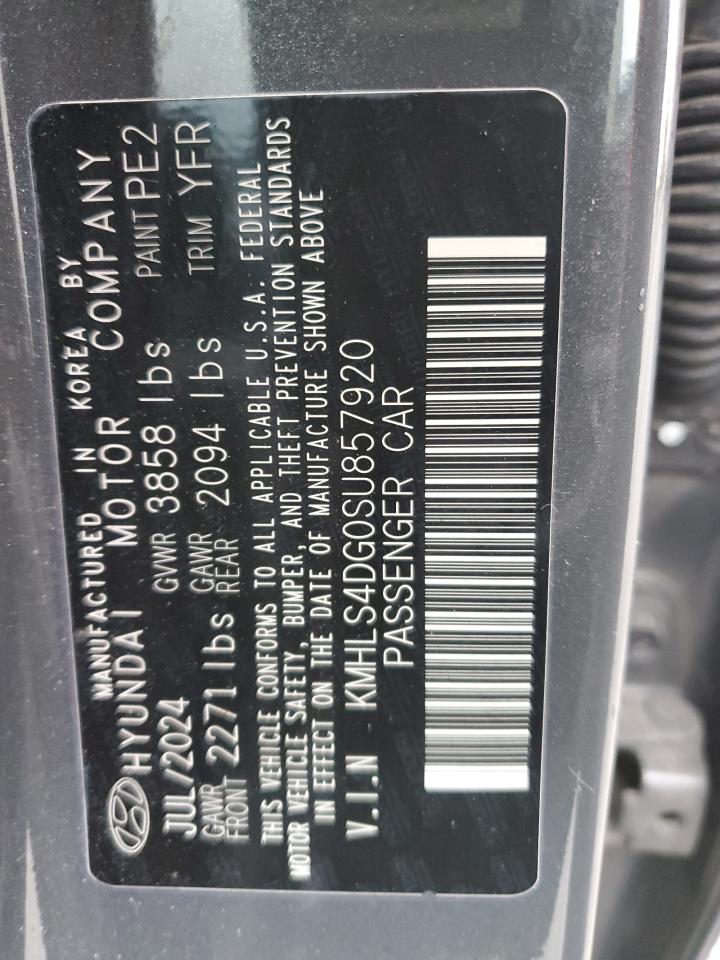 MANUFACTURED IN KOREA BY
HYUNDAI MOTOR COMPANY
JUL/2024 GVWR 3858 lbs PAINT PE2
GAWR FRONT 2271 lbs GAWR REAR 2094 lbs TRIM YFR
THIS VEHICLE CONFORMS TO ALL APPLICABLE U.S.A. FEDERAL
MOTOR VEHICLE SAFETY, BUMPER, AND THEFT PREVENTION STANDARDS
IN EFFECT ON THE DATE OF MANUFACTURE SHOWN ABOVE
V.I.N KMHLS4DG0SU857920
PASSENGER CAR